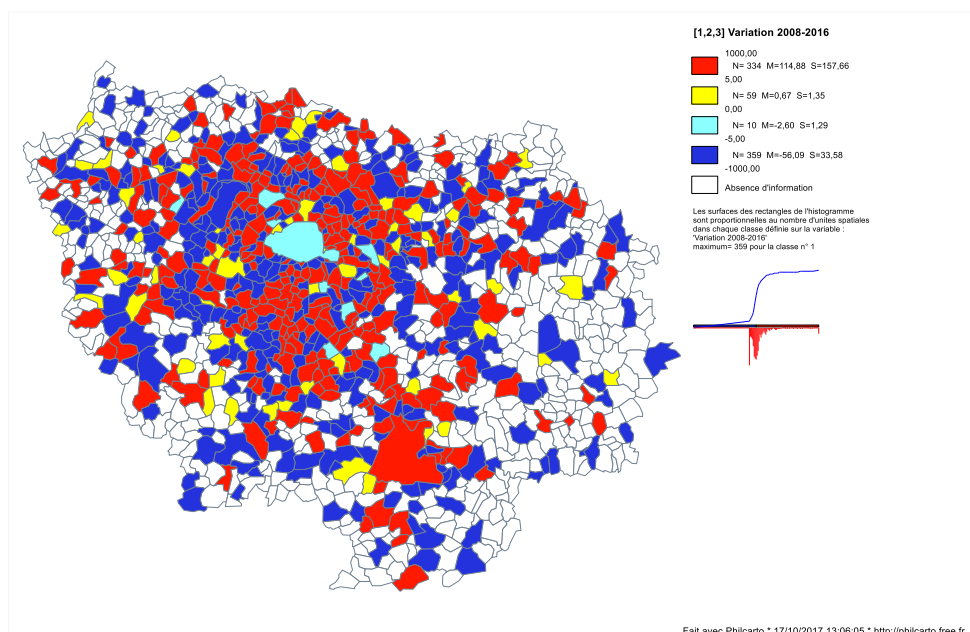 [1,2,3] Variation 2008-2016
1000,00
N= 334 M=114,88 S=157,66
5,00
N= 59 M=0,67 S=1,35
0,00
N= 10 M=-2,60 S=1,29
-5,00
N= 359 M=-56,09 S=33,58
-1000,00
Absence d'information
Les surfaces des rectangles de l'histogramme
sont proportionnelles au nombre d'unites spatiales
dans chaque classe définie sur la variable :
'Variation 2008-2016'
maximum= 359 pour la classe n° 1
Fait avec Philcarto * 17/10/2017 13:06:05 * http://philcarto.free.fr